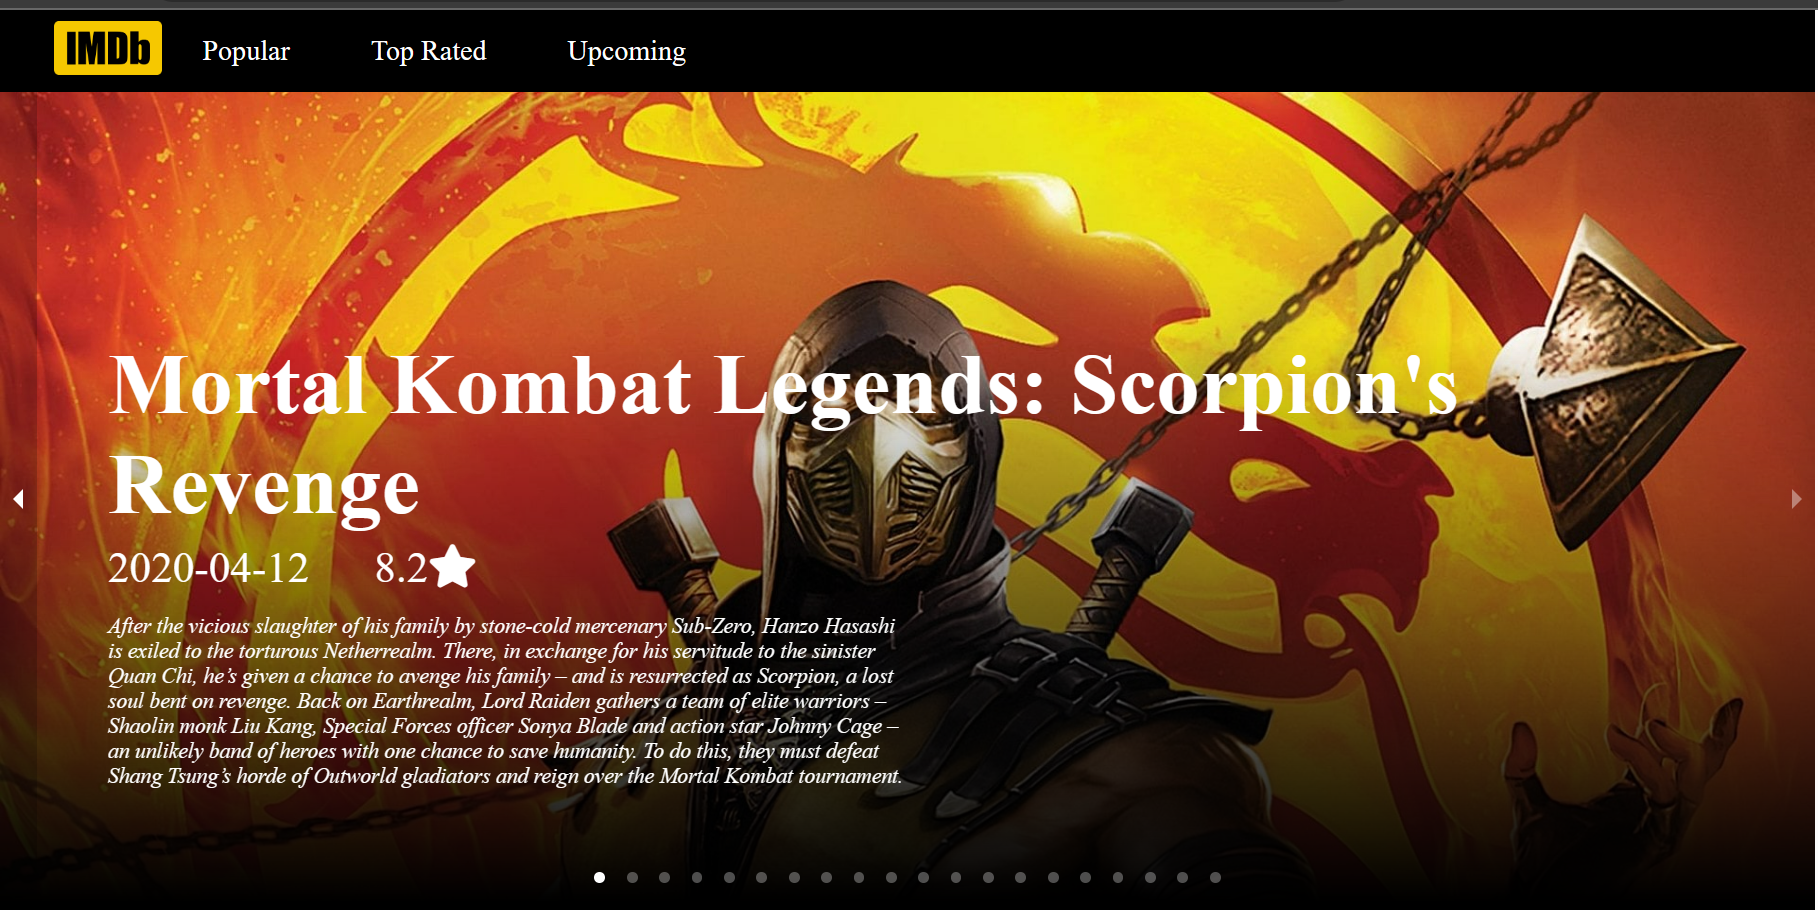 IMDb Popular Top Rated Upcoming
Mortal Kombat Legends: Scorpion's
Revenge
2020-04-12 8.2
After the vicious slaughter of his family by stone-cold mercenary Sub-Zero, Hanzo Hasashi
is exiled to the torturous Netherrealm. There, in exchange for his servitude to the sinister
Quan Chi, he’s given a chance to avenge his family – and is resurrected as Scorpion, a lost
soul bent on revenge. Back on Earthrealm, Lord Raiden gathers a team of elite warriors –
Shaolin monk Liu Kang, Special Forces officer Sonya Blade and action star Johnny Cage –
an unlikely band of heroes with one chance to save humanity. To do this, they must defeat
Shang Tsung’s horde of Outworld gladiators and reign over the Mortal Kombat tournament.